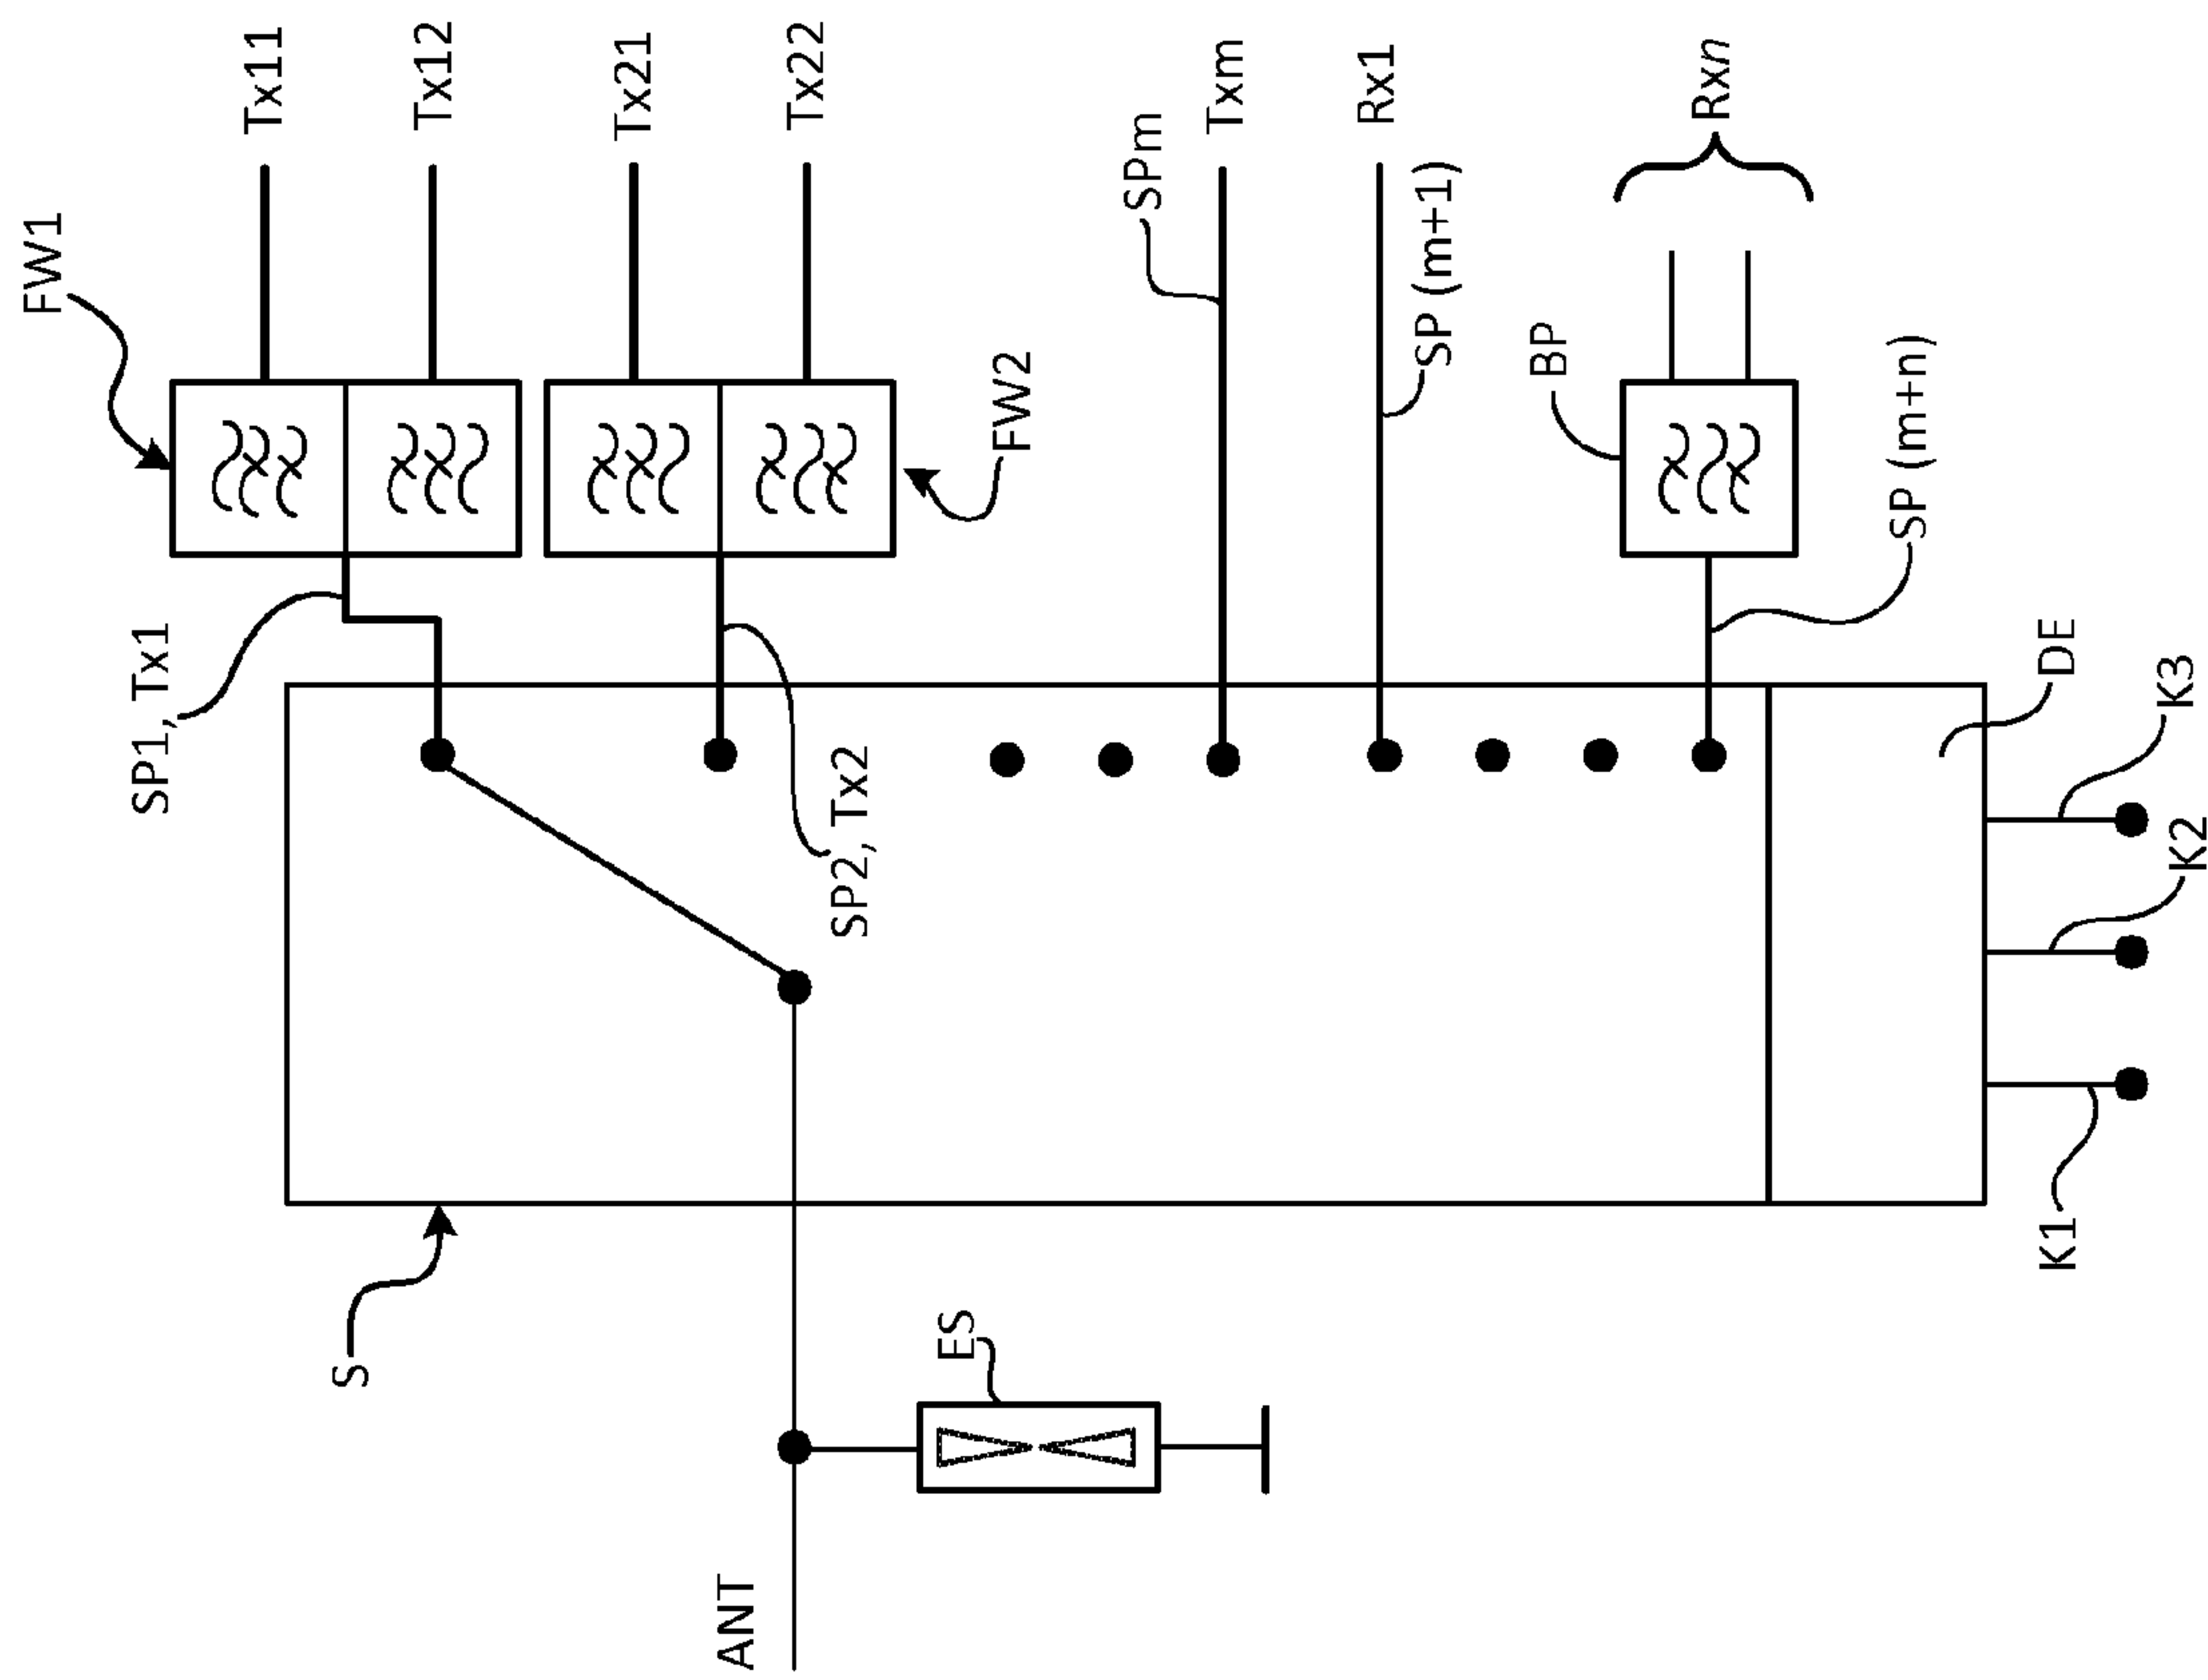 FW1
Tx11
Tx12
Tx21
Tx22
FW2
SPm
Txm
Rx1
SP (m+1)
Rxn
BP
SP (m+n)
SP1, Tx1
SP2, Tx2
DE
K3
K2
K1
S
ES
ANT